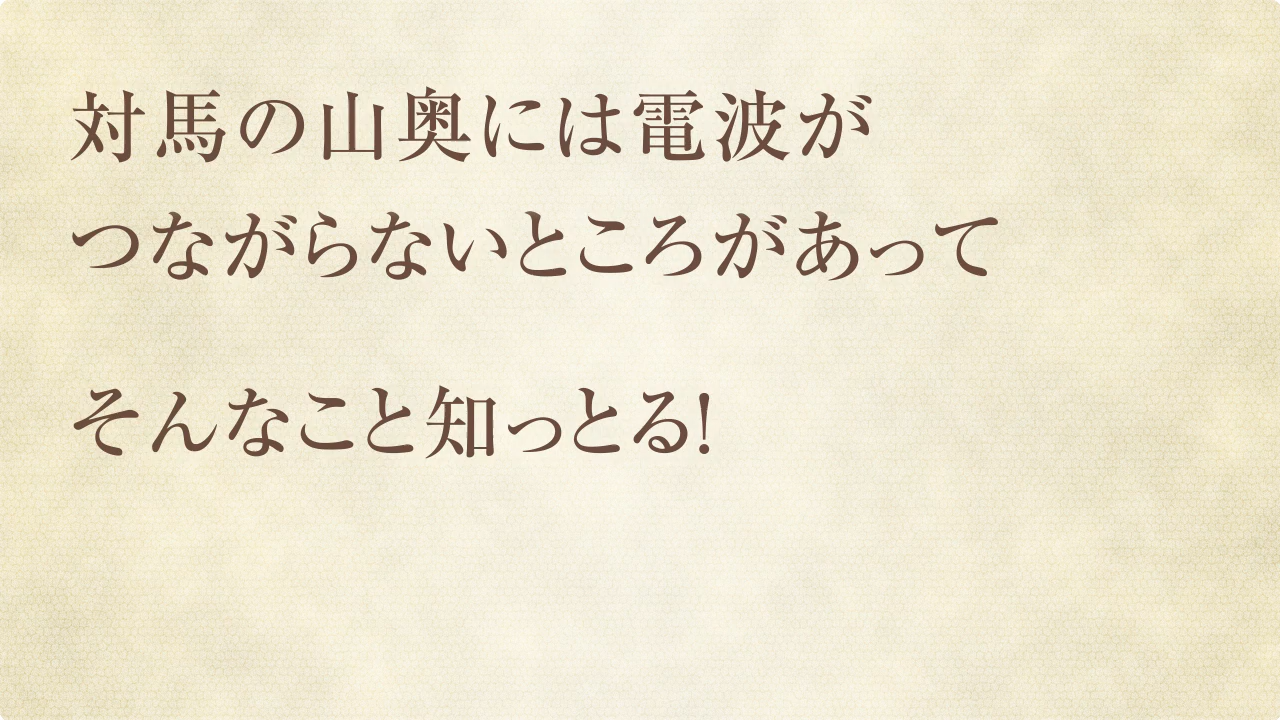 対馬の山奥には電波が
つながらないところがあって
そんなこと知っとる!